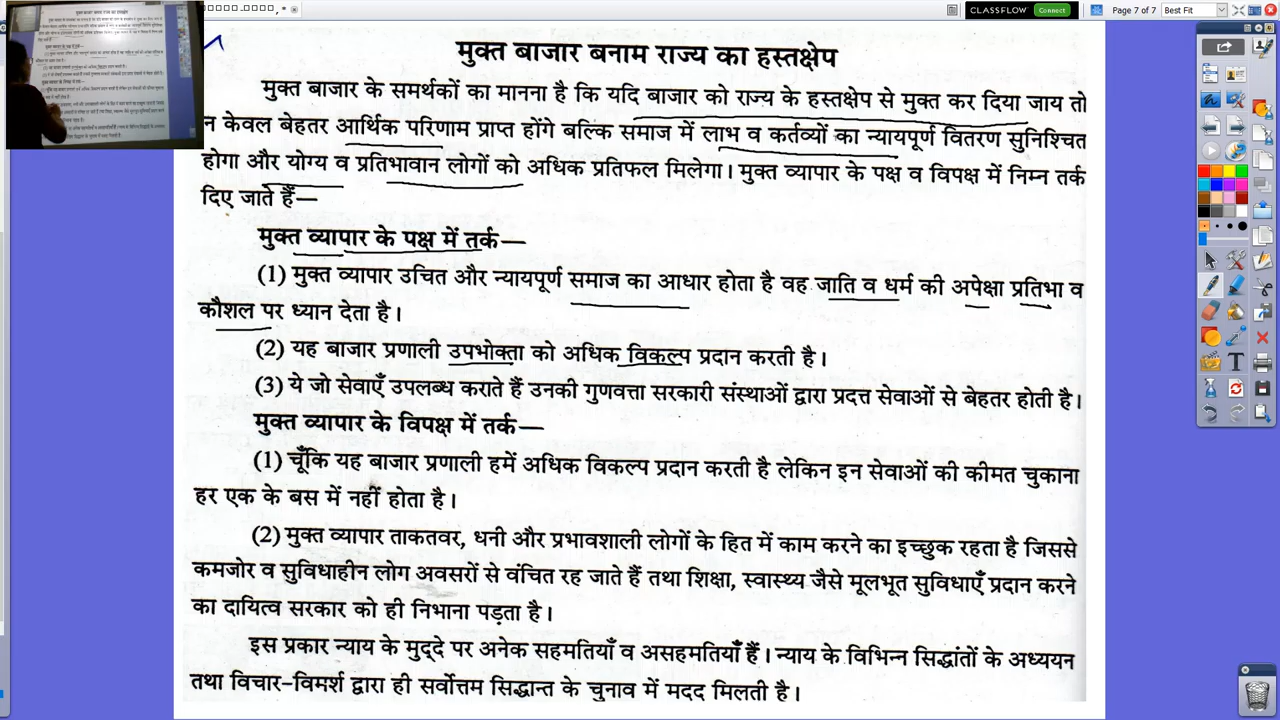 CLASSFLOW Connect Page 7 of 7 Best Fit
मुक्त बाजार बनाम राज्य का हस्तक्षेप
मुक्त बाजार के समर्थकों का मानना है कि यदि बाजार को राज्य के हस्तक्षेप से मुक्त कर दिया जाय तो
न केवल बेहतर आर्थिक परिणाम प्राप्त होंगे बल्कि समाज में लाभ व कर्तव्यों का न्यायपूर्ण वितरण सुनिश्चित
होगा और योग्य व प्रतिभावान लोगों को अधिक प्रतिफल मिलेगा। मुक्त व्यापार के पक्ष व विपक्ष में निम्न तर्क
दिए जाते हैं—
मुक्त व्यापार के पक्ष में तर्क—
(1) मुक्त व्यापार उचित और न्यायपूर्ण समाज का आधार होता है वह जाति व धर्म की अपेक्षा प्रतिभा व
कौशल पर ध्यान देता है।
(2) यह बाजार प्रणाली उपभोक्ता को अधिक विकल्प प्रदान करती है।
(3) ये जो सेवाएँ उपलब्ध कराते हैं उनकी गुणवत्ता सरकारी संस्थाओं द्वारा प्रदत्त सेवाओं से बेहतर होती है।
मुक्त व्यापार के विपक्ष में तर्क—
(1) चूँकि यह बाजार प्रणाली हमें अधिक विकल्प प्रदान करती है लेकिन इन सेवाओं की कीमत चुकाना
हर एक के बस में नहीं होता है।
(2) मुक्त व्यापार ताकतवर, धनी और प्रभावशाली लोगों के हित में काम करने का इच्छुक रहता है जिससे
कमजोर व सुविधाहीन लोग अवसरों से वंचित रह जाते हैं तथा शिक्षा, स्वास्थ्य जैसे मूलभूत सुविधाएँ प्रदान करने
का दायित्व सरकार को ही निभाना पड़ता है।
इस प्रकार न्याय के मुद्दे पर अनेक सहमतियाँ व असहमतियाँ हैं। न्याय के विभिन्न सिद्धांतों के अध्ययन
तथा विचार-विमर्श द्वारा ही सर्वोत्तम सिद्धान्त के चुनाव में मदद मिलती है।